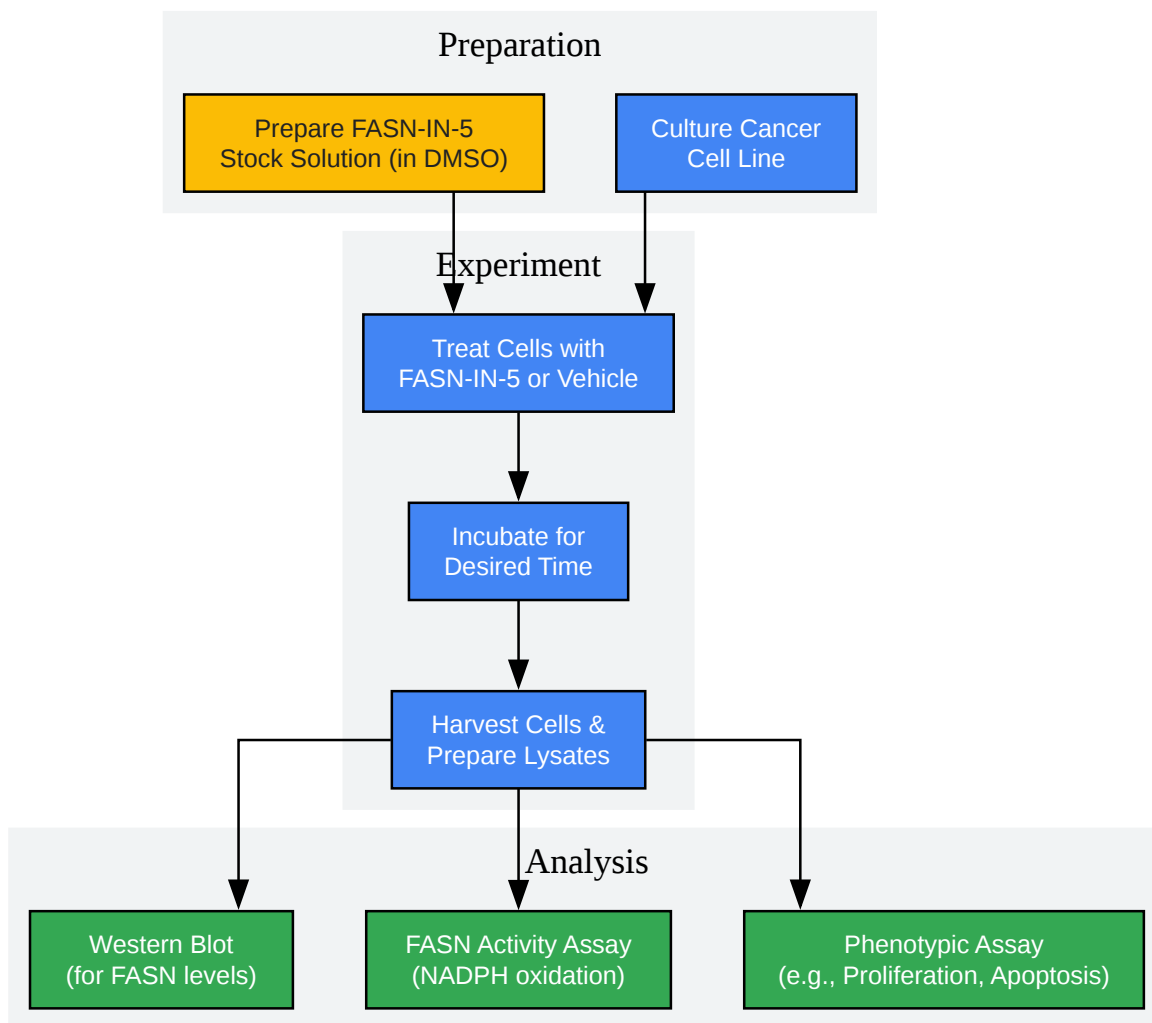 Preparation
Prepare FASN-IN-5
Stock Solution (in DMSO)
Culture Cancer
Cell Line
Experiment
Treat Cells with
FASN-IN-5 or Vehicle
Incubate for
Desired Time
Harvest Cells &
Prepare Lysates
Analysis
Western Blot
(for FASN levels)
FASN Activity Assay
(NADPH oxidation)
Phenotypic Assay
(e.g., Proliferation, Apoptosis)